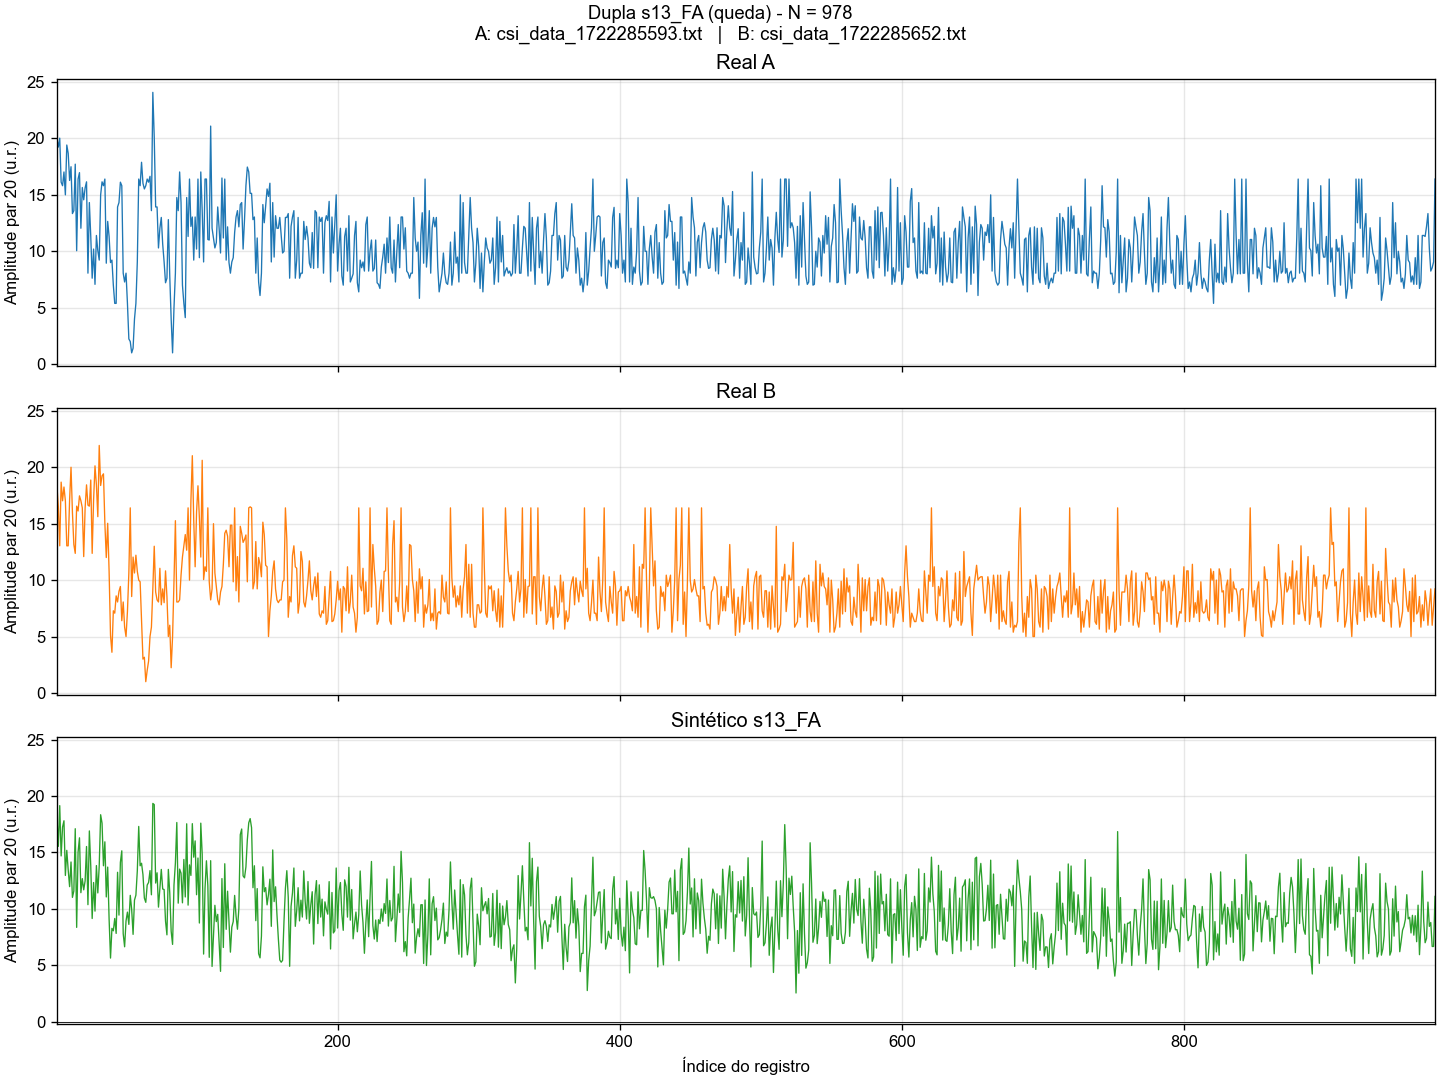 Dupla s13_FA (queda) - N = 978
A: csi_data_1722285593.txt | B: csi_data_1722285652.txt
Real A
25
20
15
10
5
0
Amplitude par 20 (u.r.)
Real B
25
20
15
10
5
0
Amplitude par 20 (u.r.)
Sintético s13_FA
25
20
15
10
5
0
Amplitude par 20 (u.r.)
200 400 600 800
Índice do registro